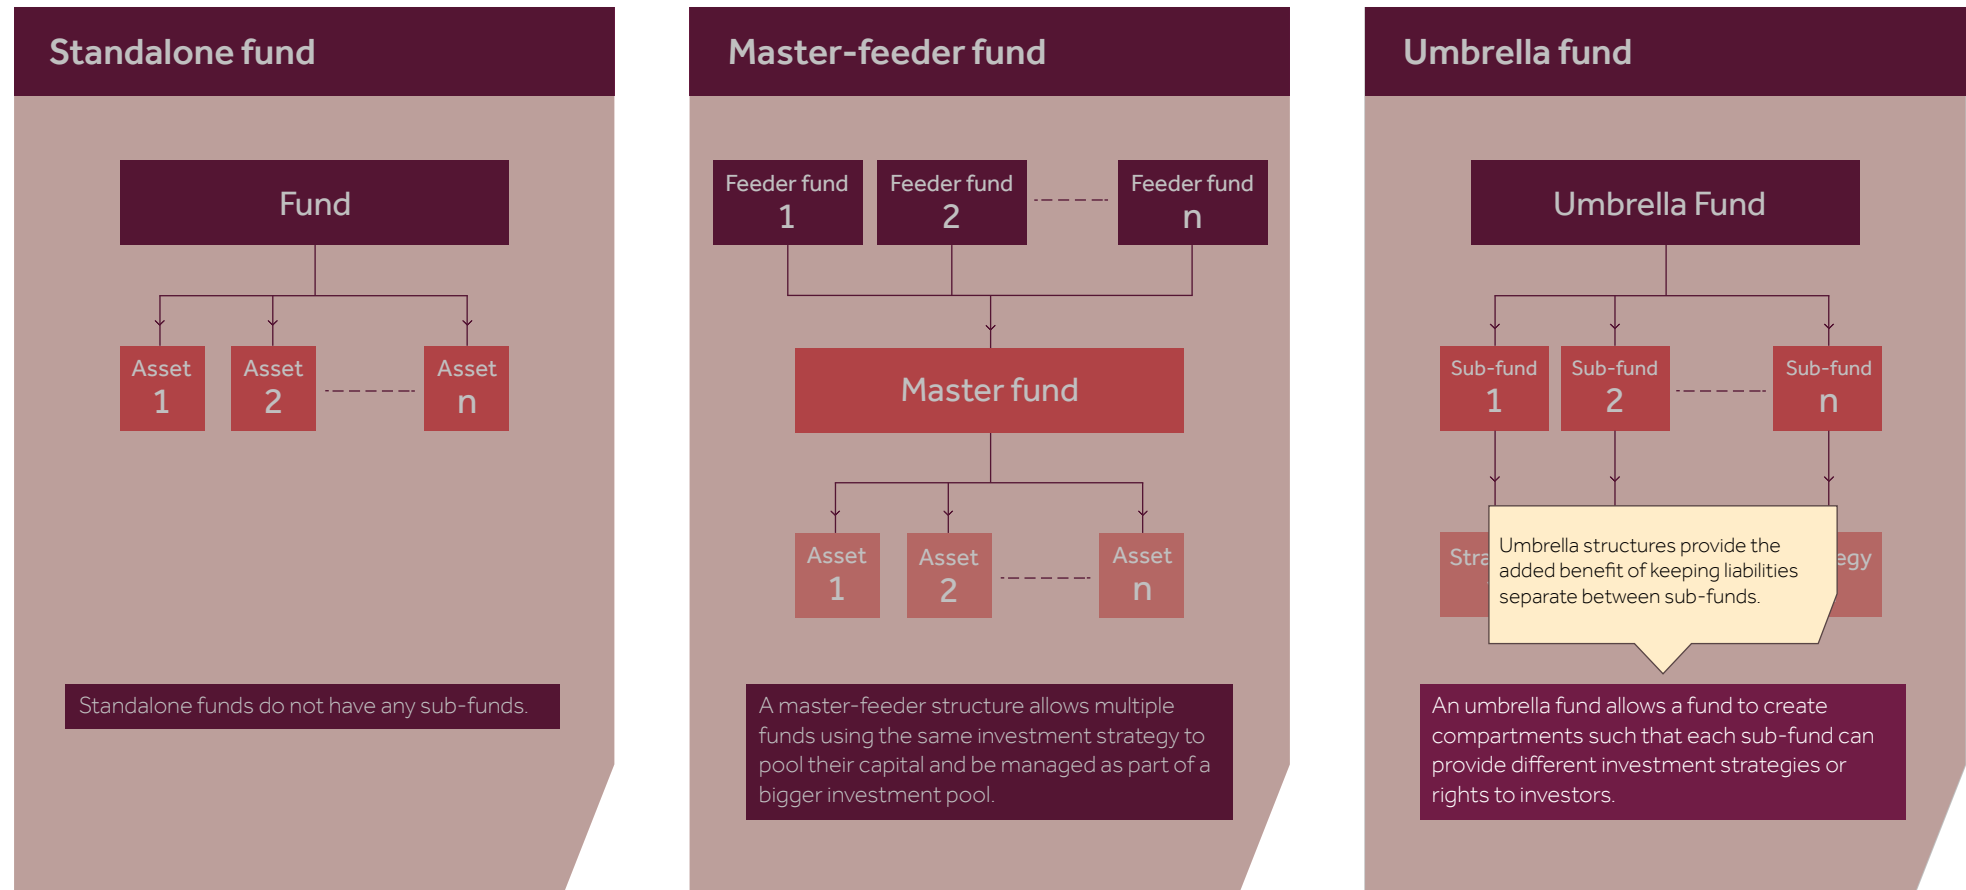 Standalone fund
Fund
Asset
1
Asset
2
Asset
n
Standalone funds do not have any sub-funds.
Master-feeder fund
Feeder fund
1
Feeder fund
2
Feeder fund
n
Master fund
Asset
1
Asset
2
Asset
n
A master-feeder structure allows multiple
funds using the same investment strategy to
pool their capital and be managed as part of a
bigger investment pool.
Umbrella fund
Umbrella Fund
Sub-fund
1
Sub-fund
2
Sub-fund
n
Umbrella structures provide the
added benefit of keeping liabilities
separate between sub-funds.
An umbrella fund allows a fund to create
compartments such that each sub-fund can
provide different investment strategies or
rights to investors.